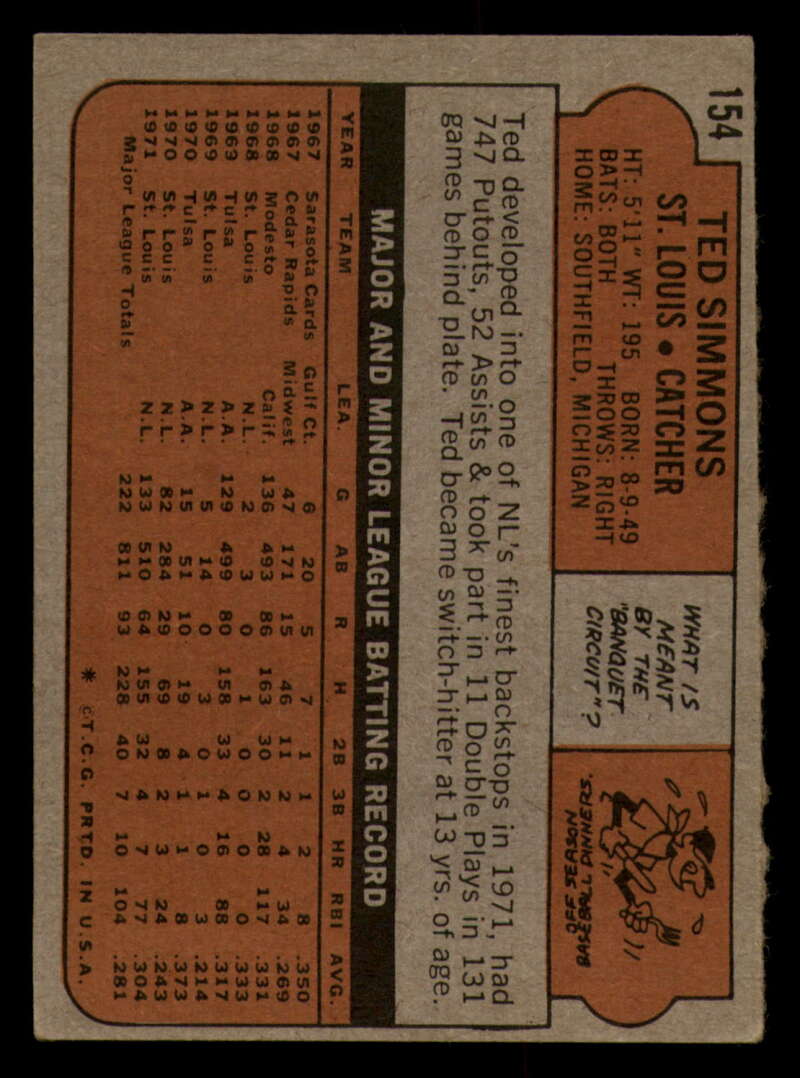 154
TED SIMMONS
ST. LOUIS • CATCHER
HT: 5'11" WT: 195 BORN: 8-9-49
BATS: BOTH THROWS: RIGHT
HOME: SOUTHFIELD, MICHIGAN
WHAT IS
MEANT
BY THE
"BANQUET
CIRCUIT"?
OFF SEASON
BASEBALL DINNERS.
Ted developed into one of NL's finest backstops in 1971, had
747 Putouts, 52 Assists & took part in 11 Double Plays in 131
games behind plate. Ted became switch-hitter at 13 yrs. of age.
MAJOR AND MINOR LEAGUE BATTING RECORD
YEAR TEAM LEA. G AB R H 2B 3B HR RBI AVG.
1967 Sarasota Cards Gulf Ct. 6 20 5 7 1 1 2 8 .350
1967 Cedar Rapids Midwest 47 171 15 46 11 2 4 34 .269
1968 Modesto Calif. 136 493 86 163 30 2 28 117 .331
1968 St. Louis N.L. 2 3 0 1 0 0 0 0 .333
1969 Tulsa A.A. 129 499 80 158 33 4 16 88 .317
1969 St. Louis N.L. 5 14 0 3 0 1 0 3 .214
1970 Tulsa A.A. 15 51 10 19 4 1 1 8 .373
1970 St. Louis N.L. 82 284 29 69 8 2 3 24 .243
1971 St. Louis N.L. 133 510 64 155 32 4 7 77 .304
Major League Totals 222 811 93 228 40 7 10 104 .281
* ©T.C.G. PRTD. IN U.S.A.